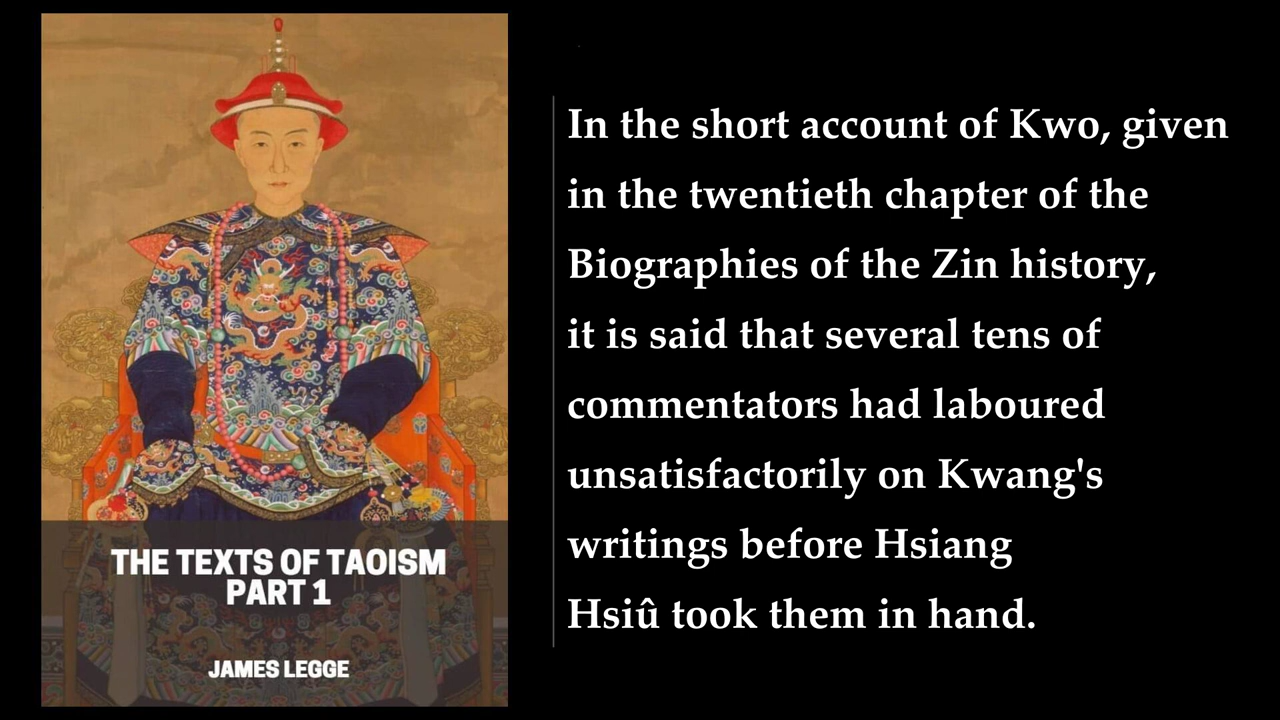 THE TEXTS OF TAOISM
PART 1
JAMES LEGGE
In the short account of Kwo, given
in the twentieth chapter of the
Biographies of the Zin history,
it is said that several tens of
commentators had laboured
unsatisfactorily on Kwang's
writings before Hsiang
Hsiû took them in hand.